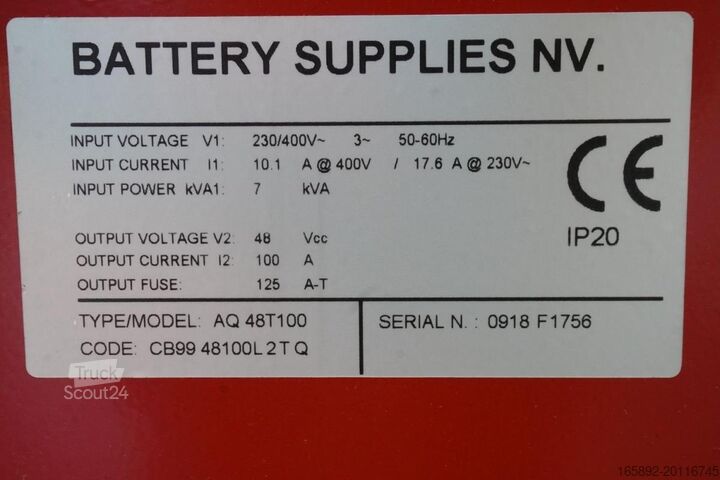 BATTERY SUPPLIES NV.
INPUT VOLTAGE V1: 230/400V~ 3~ 50-60Hz
INPUT CURRENT I1: 10.1 A @ 400V / 17.6 A @ 230V~
INPUT POWER kVA1: 7 kVA
CE
IP20
OUTPUT VOLTAGE V2: 48 Vcc
OUTPUT CURRENT I2: 100 A
OUTPUT FUSE: 125 A-T
TYPE/MODEL: AQ 48T100
CODE: CB99 48100L 2 T Q
SERIAL N. : 0918 F1756
Truck
Scout24
165892-20116745